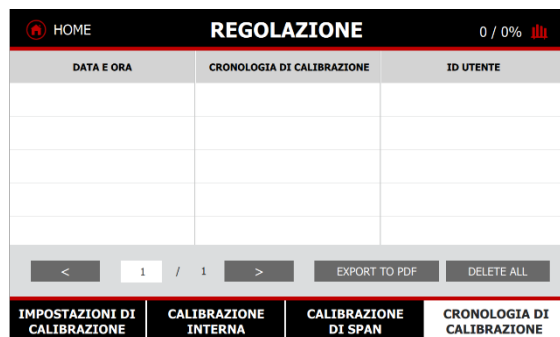 HOME REGOLAZIONE 0 / 0%
DATA E ORA CRONOLOGIA DI CALIBRAZIONE ID UTENTE
< 1 / 1 > EXPORT TO PDF DELETE ALL
IMPOSTAZIONI DI CALIBRAZIONE CALIBRAZIONE CRONOLOGIA DI
CALIBRAZIONE INTERNA DI SPAN CALIBRAZIONE